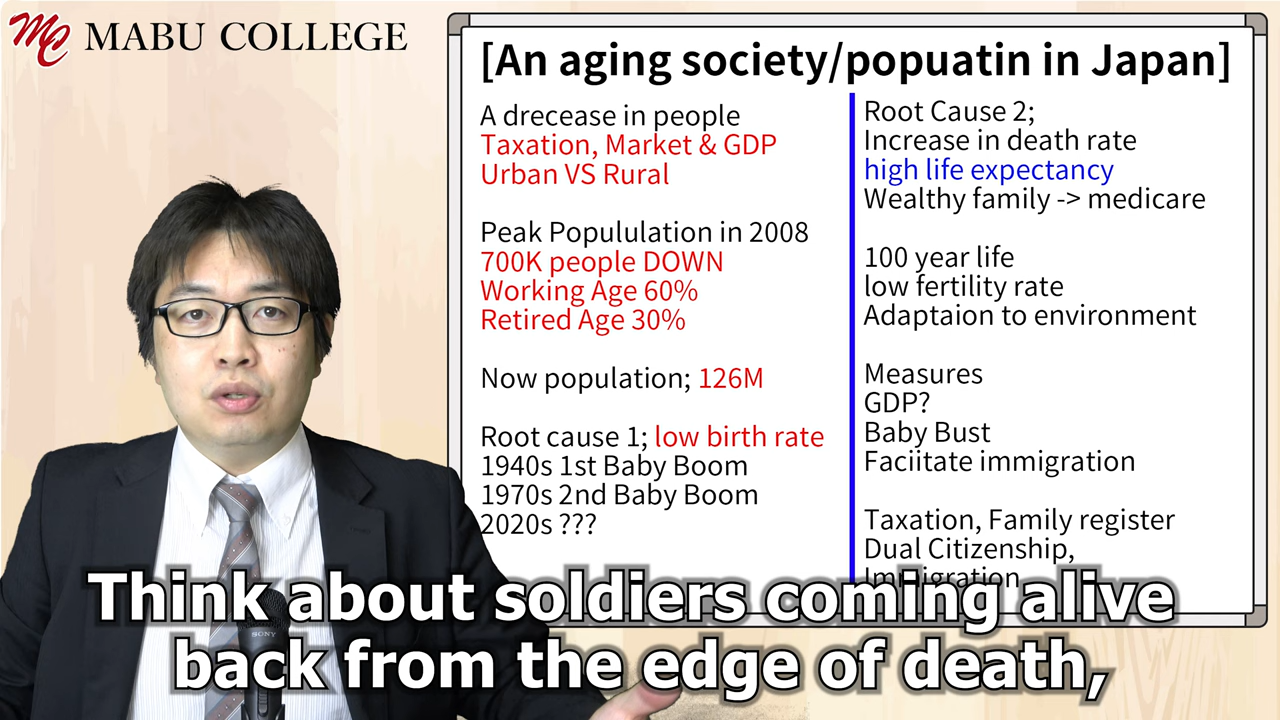 MC MABU COLLEGE
[An aging society/popuatin in Japan]
A drecease in people
Taxation, Market & GDP
Urban VS Rural
Peak Popululation in 2008
700K people DOWN
Working Age 60%
Retired Age 30%
Now population; 126M
Root cause 1; low birth rate
1940s 1st Baby Boom
1970s 2nd Baby Boom
2020s ???
Root Cause 2;
Increase in death rate
high life expectancy
Wealthy family -> medicare
100 year life
low fertility rate
Adaptaion to environment
Measures
GDP?
Baby Bust
Faciitate immigration
Taxation, Family register
Dual Citizenship,
Immigration
Think about soldiers coming alive
back from the edge of death,
SONY